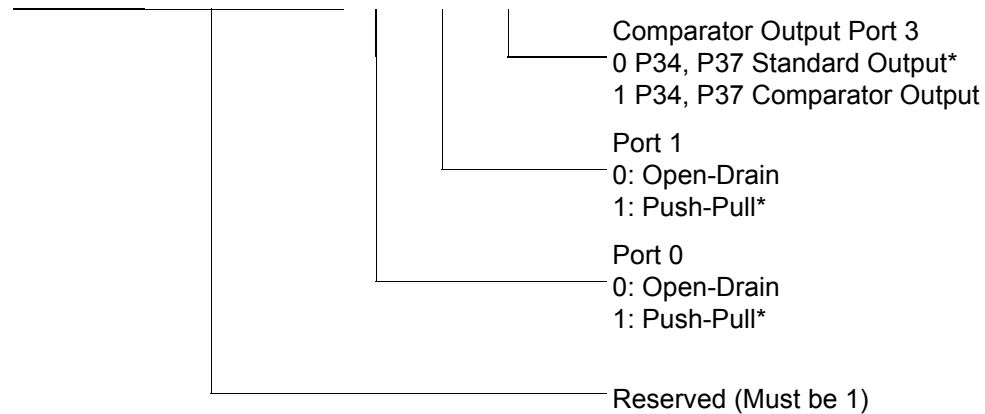 Comparator Output Port 3
0 P34, P37 Standard Output*
1 P34, P37 Comparator Output
Port 1
0: Open-Drain
1: Push-Pull*
Port 0
0: Open-Drain
1: Push-Pull*
Reserved (Must be 1)